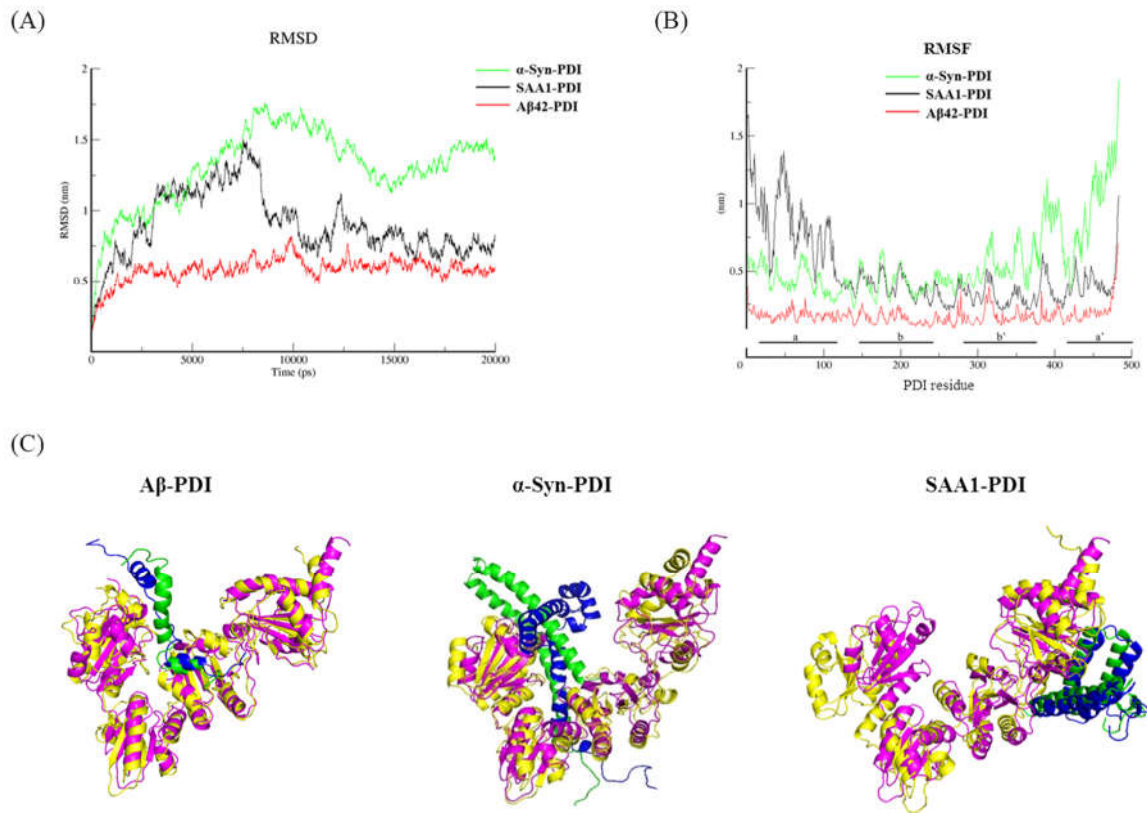 (A)
RMSD
α-Syn-PDI
SAA1-PDI
Aβ42-PDI
2
1.5
1
0.5
RMSD (nm)
0 5000 10000 15000 20000
Time (ps)
(B)
RMSF
α-Syn-PDI
SAA1-PDI
Aβ42-PDI
2
1.5
1
0.5
0
(nm)
a b b' a'
0 100 200 300 400 500
PDI residue
(C)
Aβ-PDI α-Syn-PDI SAA1-PDI